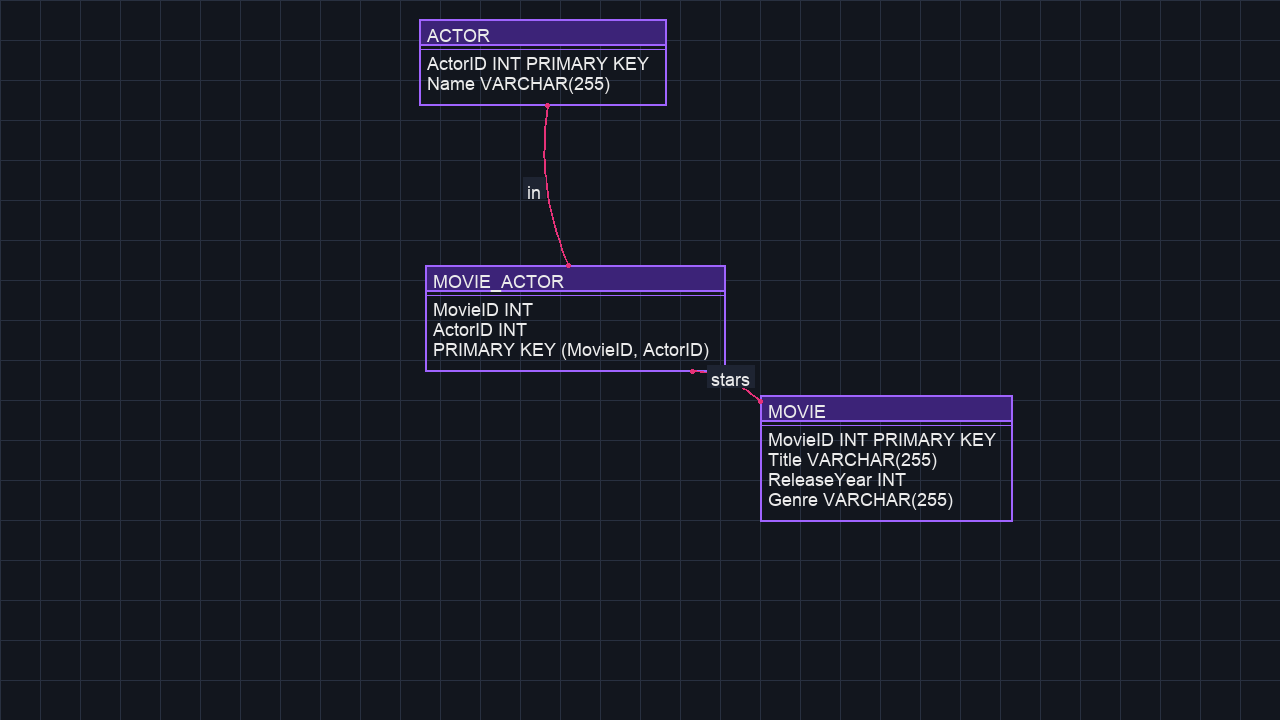 ACTOR
ActorID INT PRIMARY KEY
Name VARCHAR(255)
in
MOVIE_ACTOR
MovieID INT
ActorID INT
PRIMARY KEY (MovieID, ActorID)
stars
MOVIE
MovieID INT PRIMARY KEY
Title VARCHAR(255)
ReleaseYear INT
Genre VARCHAR(255)